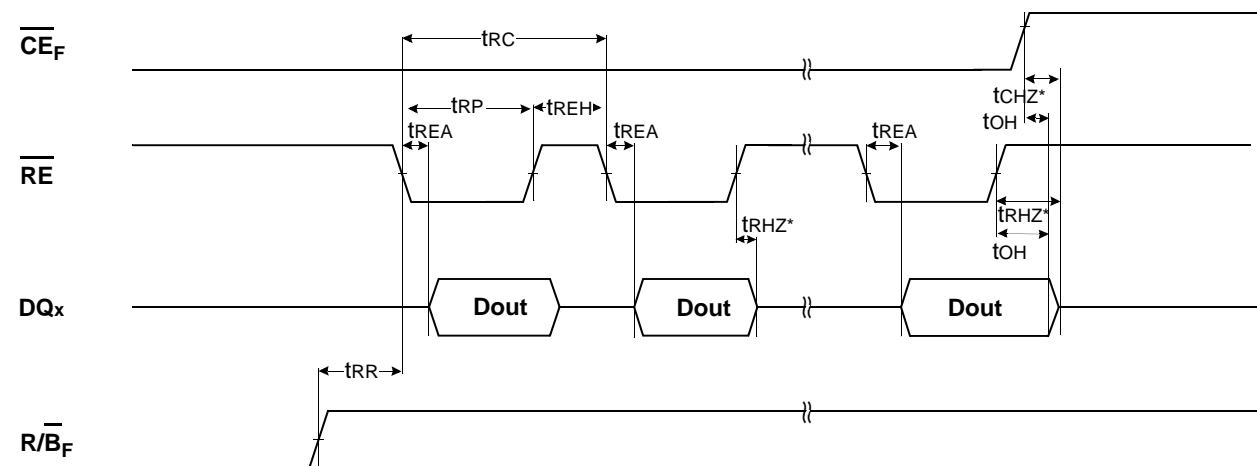 CEF
tRC
tCHZ*
tRP
tREH
tOH
tREA
tREA
tREA
RE
tRHZ*
tRHZ*
tOH
DQx
Dout
Dout
Dout
tRR
R/BF